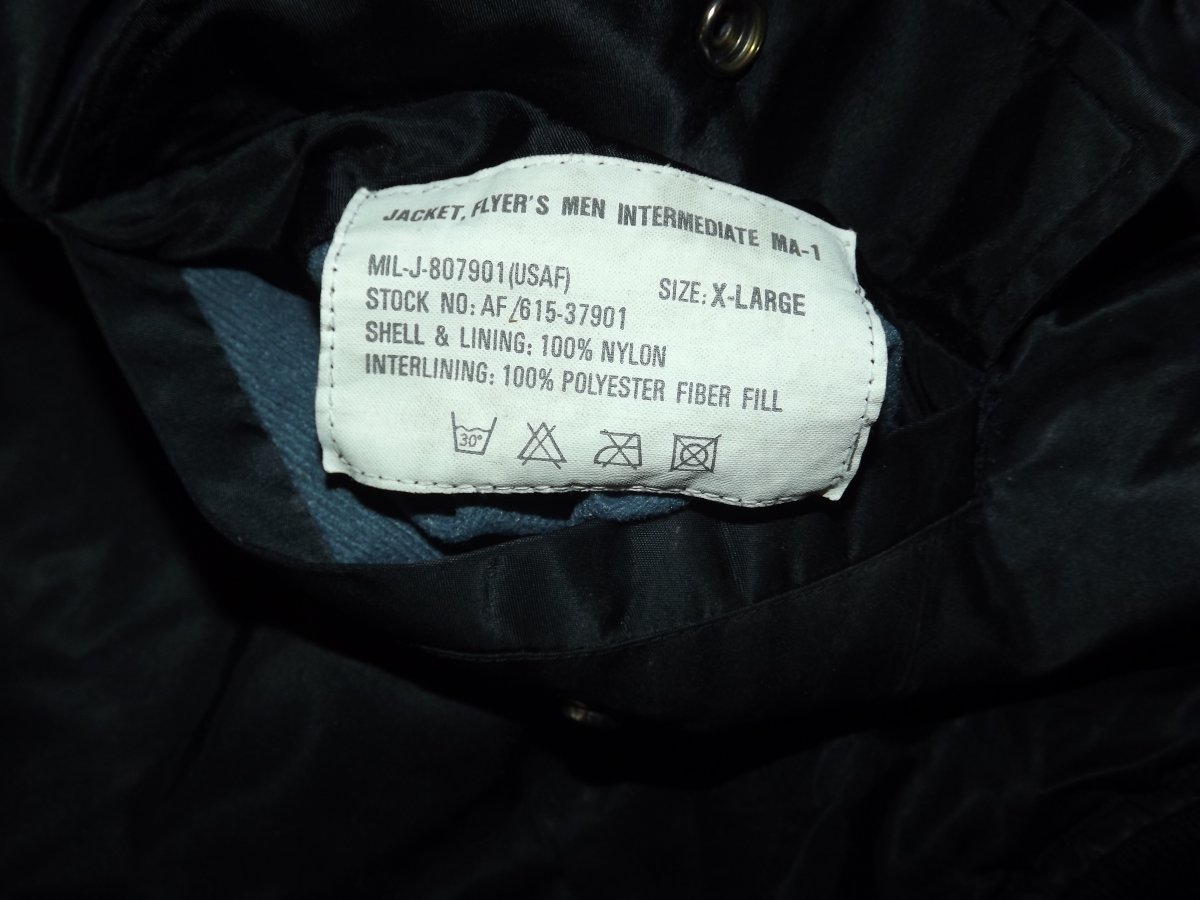 JACKET, FLYER'S MEN INTERMEDIATE MA-1
MIL-J-807901(USAF) SIZE: X-LARGE
STOCK NO: AF/615-37901
SHELL & LINING: 100% NYLON
INTERLINING: 100% POLYESTER FIBER FILL
30°